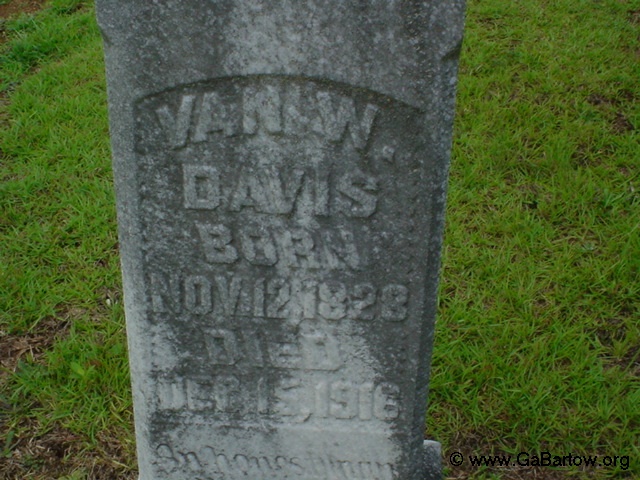 VAN. W.
DAVIS
BORN
NOV. 12, 1828
DIED
DEC. 15, 1916
© www.GaBartow.org